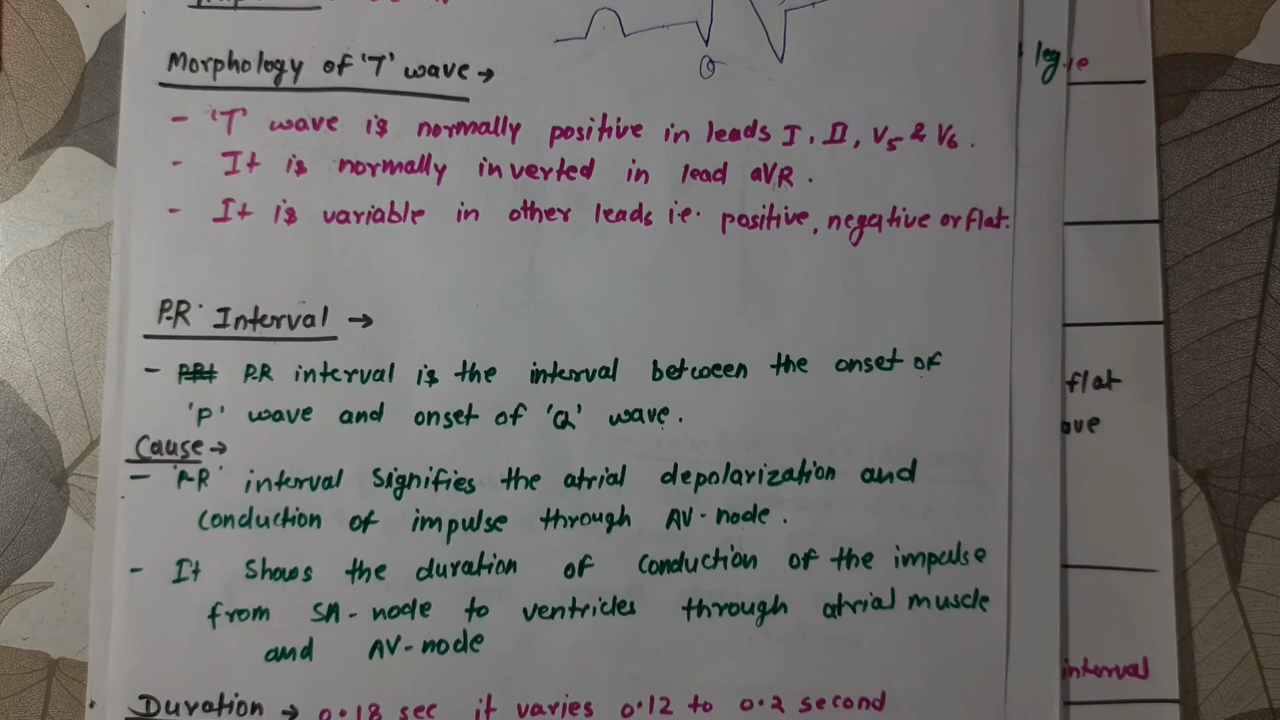 Q
Morphology of 'T' wave →
- 'T' wave is normally positive in leads I, II, V5 & V6.
- It is normally inverted in lead aVR.
- It is variable in other leads i.e. positive, negative or flat.
P-R Interval →
- P-R interval is the interval between the onset of
'P' wave and onset of 'Q' wave.
Cause →
- 'P-R' interval signifies the atrial depolarization and
conduction of impulse through AV-node.
- It shows the duration of conduction of the impulse
from SA-node to ventricles through atrial muscle
and AV-node
Duration → 0.18 sec it varies 0.12 to 0.2 second
leg
flat
interval